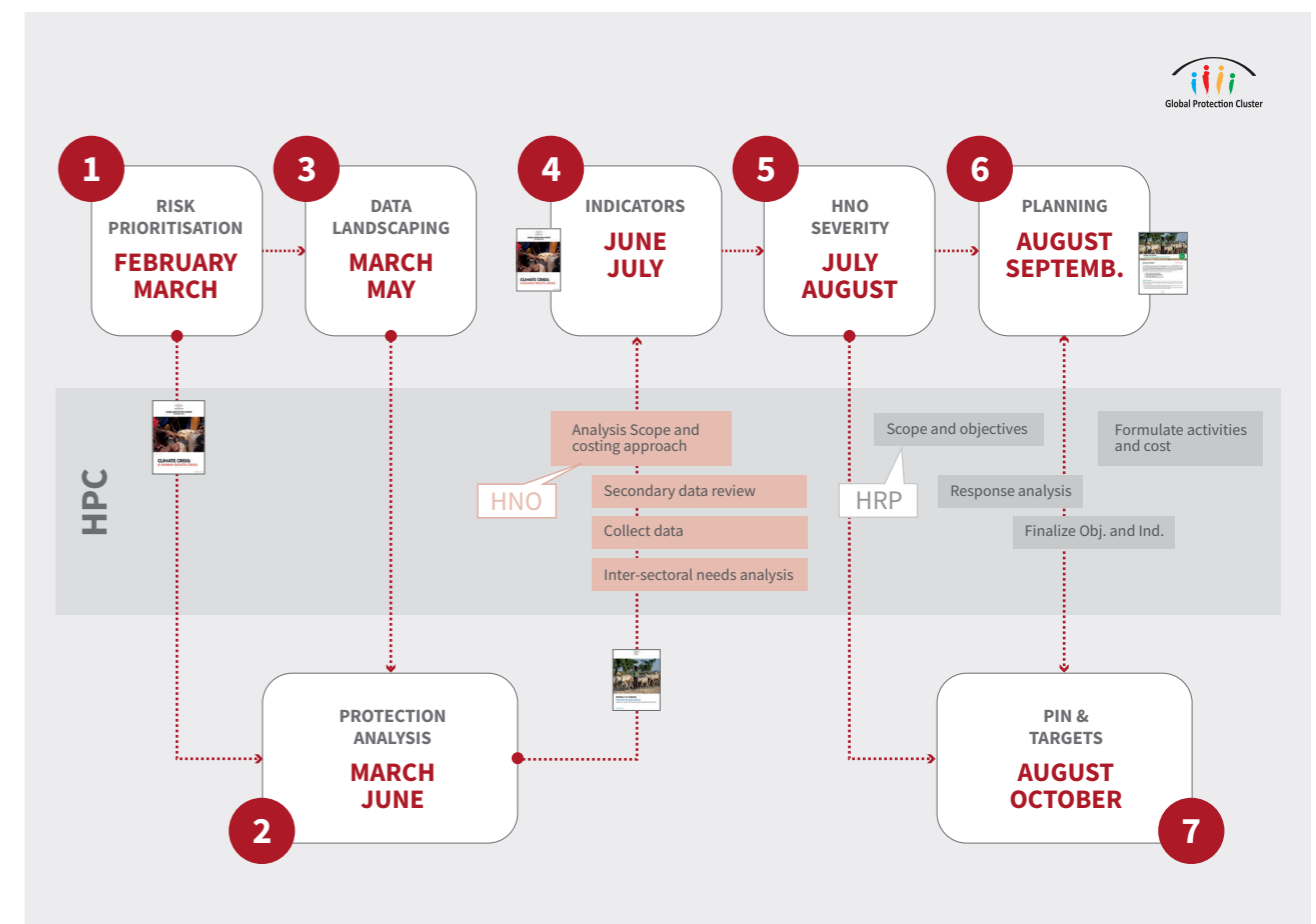 Global Protection Cluster
1
RISK
PRIORITISATION
FEBRUARY
MARCH
3
DATA
LANDSCAPING
MARCH
MAY
4
INDICATORS
JUNE
JULY
5
HNO
SEVERITY
JULY
AUGUST
6
PLANNING
AUGUST
SEPTEMB.
CLIMATE CRISIS:
HPC
CLIMATE CRISIS:
Analysis Scope and
costing approach
HNO
Secondary data review
Collect data
Inter-sectoral needs analysis
Scope and objectives
HRP
Response analysis
Finalize Obj. and Ind.
Formulate activities
and cost
PROTECTION
ANALYSIS
MARCH
JUNE
2
PIN &
TARGETS
AUGUST
OCTOBER
7